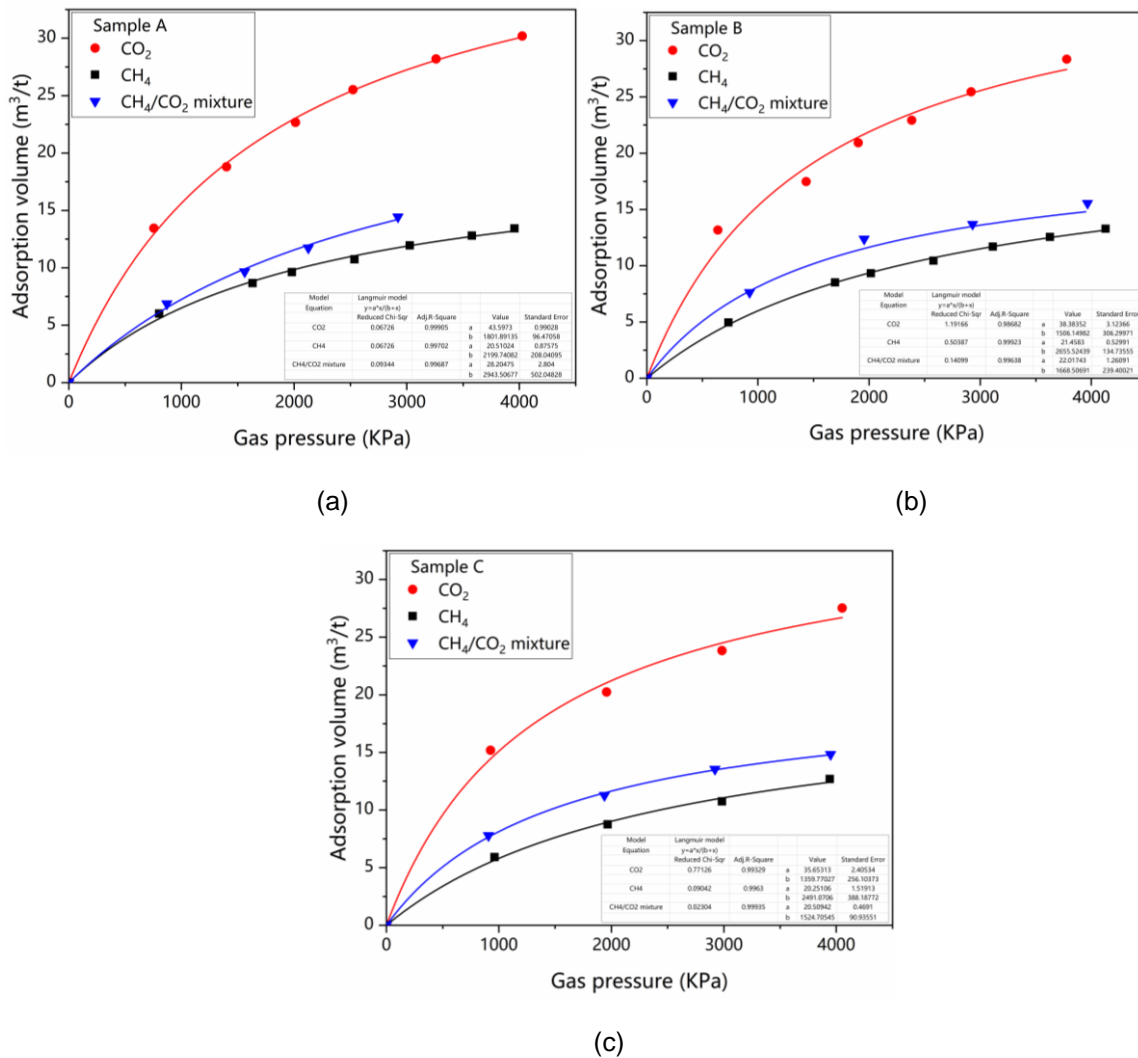 Sample A
CO2
CH4
CH4/CO2 mixture
Adsorption volume (m3/t)
30
25
20
15
10
5
0
0 1000 2000 3000 4000
Gas pressure (KPa)
Model Langmuir model
Equation y=a*x/(b+x)
Reduced Chi-Sqr Adj.R-Square Value Standard Error
CO2 0.06726 0.99905 a 43.5973 0.99028
b 1801.89135 96.47058
CH4 0.06726 0.99702 a 20.51024 0.87575
b 2199.74082 208.04095
CH4/CO2 mixture 0.09344 0.99687 a 28.20475 2.804
b 2943.50677 502.04828
(a)
Sample B
CO2
CH4
CH4/CO2 mixture
Adsorption volume (m3/t)
30
25
20
15
10
5
0
0 1000 2000 3000 4000
Gas pressure (KPa)
Model Langmuir model
Equation y=a*x/(b+x)
Reduced Chi-Sqr Adj.R-Square Value Standard Error
CO2 1.19166 0.98682 a 38.38352 3.12366
b 1506.14982 306.29971
CH4 0.50387 0.99923 a 21.4583 0.52991
b 2655.52439 134.73555
CH4/CO2 mixture 0.14099 0.99638 a 22.01743 1.26091
b 1668.50691 239.40021
(b)
Sample C
CO2
CH4
CH4/CO2 mixture
Adsorption volume (m3/t)
30
25
20
15
10
5
0
0 1000 2000 3000 4000
Gas pressure (KPa)
Model Langmuir model
Equation y=a*x/(b+x)
Reduced Chi-Sqr Adj.R-Square Value Standard Error
CO2 0.77126 0.99329 a 35.65313 2.40534
b 1359.77027 256.10373
CH4 0.09042 0.9963 a 20.25106 1.51913
b 2491.0706 388.18772
CH4/CO2 mixture 0.02304 0.99935 a 20.50942 0.4691
b 1524.70545 90.93551
(c)